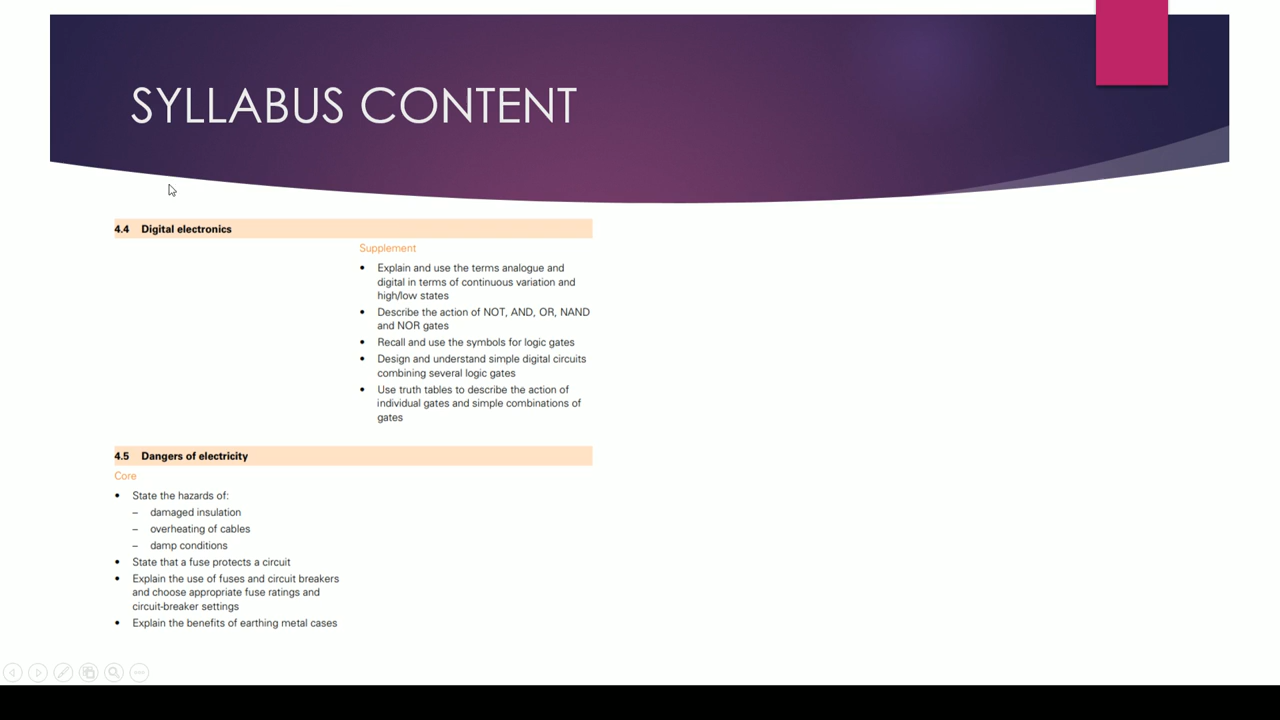 SYLLABUS CONTENT
4.4 Digital electronics
Supplement
• Explain and use the terms analogue and
digital in terms of continuous variation and
high/low states
• Describe the action of NOT, AND, OR, NAND
and NOR gates
• Recall and use the symbols for logic gates
• Design and understand simple digital circuits
combining several logic gates
• Use truth tables to describe the action of
individual gates and simple combinations of
gates
4.5 Dangers of electricity
Core
• State the hazards of:
– damaged insulation
– overheating of cables
– damp conditions
• State that a fuse protects a circuit
• Explain the use of fuses and circuit breakers
and choose appropriate fuse ratings and
circuit-breaker settings
• Explain the benefits of earthing metal cases